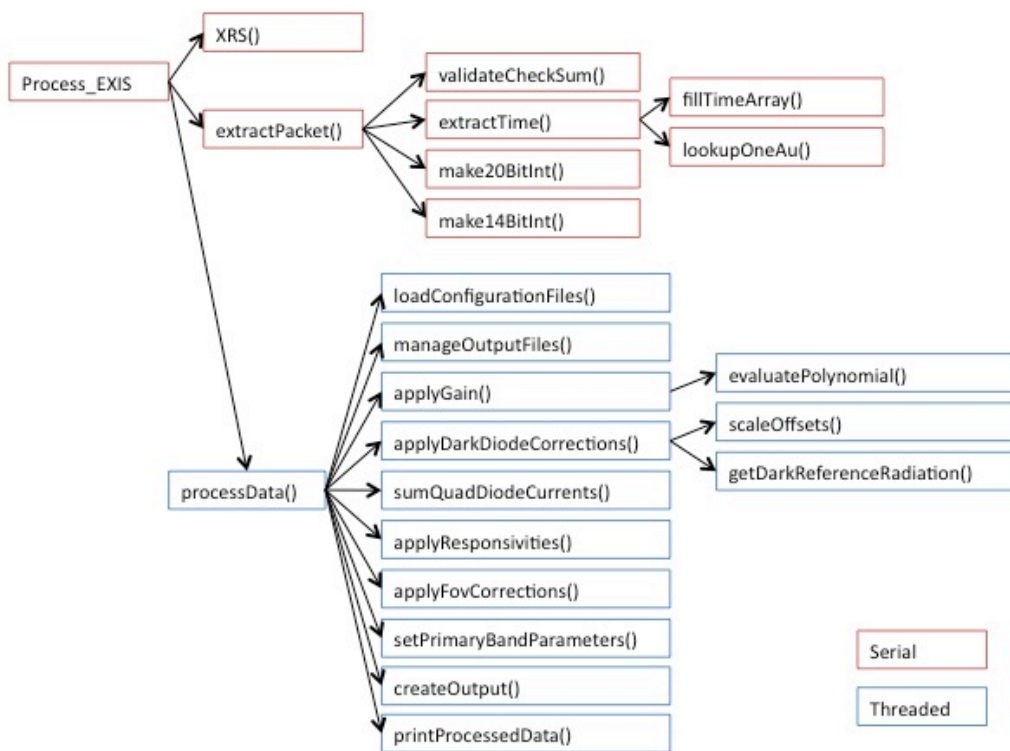 XRS()
Process_EXIS
extractPacket()
validateCheckSum()
extractTime()
make20BitInt()
make14BitInt()
fillTimeArray()
lookupOneAu()
processData()
loadConfigurationFiles()
manageOutputFiles()
applyGain()
applyDarkDiodeCorrections()
sumQuadDiodeCurrents()
applyResponsivities()
applyFovCorrections()
setPrimaryBandParameters()
createOutput()
printProcessedData()
evaluatePolynomial()
scaleOffsets()
getDarkReferenceRadiation()
Serial
Threaded